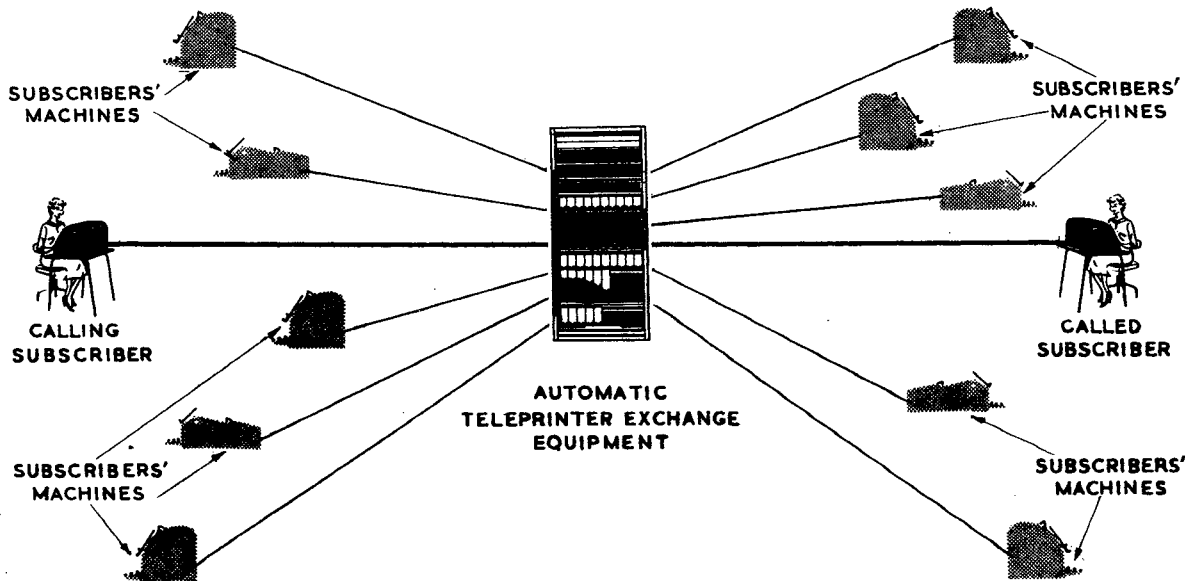 SUBSCRIBERS'
MACHINES
SUBSCRIBERS'
MACHINES
CALLING
SUBSCRIBER
CALLED
SUBSCRIBER
AUTOMATIC
TELEPRINTER EXCHANGE
EQUIPMENT
SUBSCRIBERS'
MACHINES
SUBSCRIBERS'
MACHINES